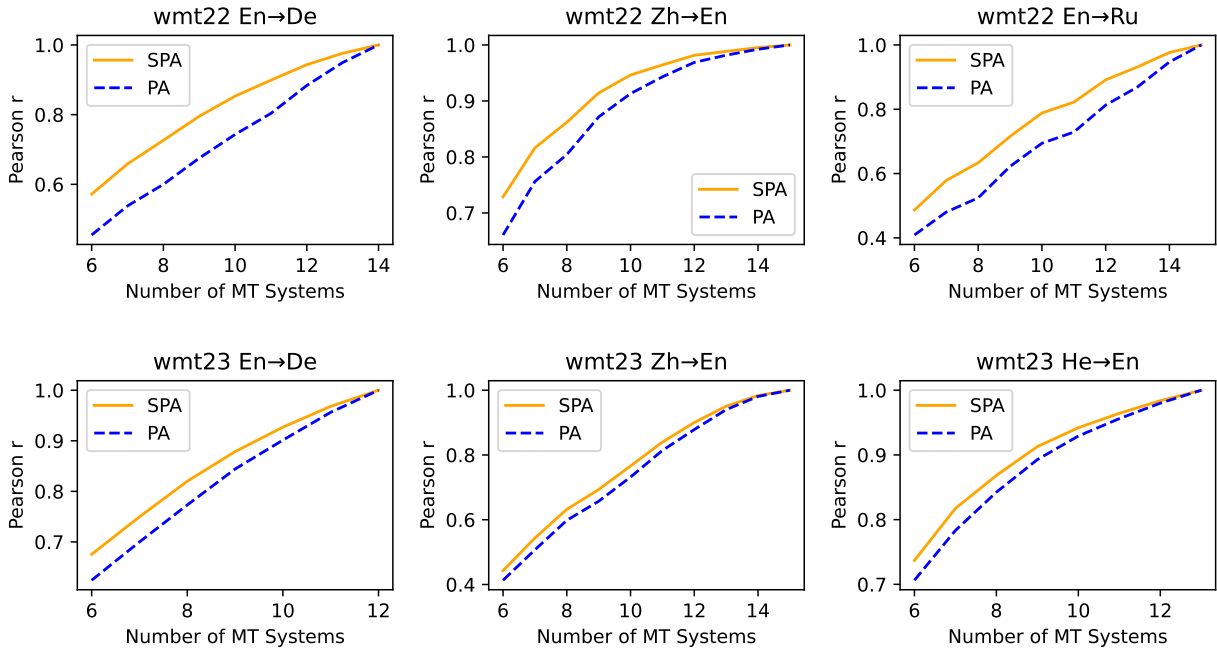 wmt22 En→De
1.0
0.8
0.6
Pearson r
SPA
PA
6 8 10 12 14
Number of MT Systems
wmt22 Zh→En
1.0
0.9
0.8
0.7
Pearson r
SPA
PA
6 8 10 12 14
Number of MT Systems
wmt22 En→Ru
1.0
0.8
0.6
0.4
Pearson r
SPA
PA
6 8 10 12 14
Number of MT Systems
wmt23 En→De
1.0
0.9
0.8
0.7
Pearson r
SPA
PA
6 8 10 12
Number of MT Systems
wmt23 Zh→En
1.0
0.8
0.6
0.4
Pearson r
SPA
PA
6 8 10 12 14
Number of MT Systems
wmt23 He→En
1.0
0.9
0.8
0.7
Pearson r
SPA
PA
6 8 10 12
Number of MT Systems